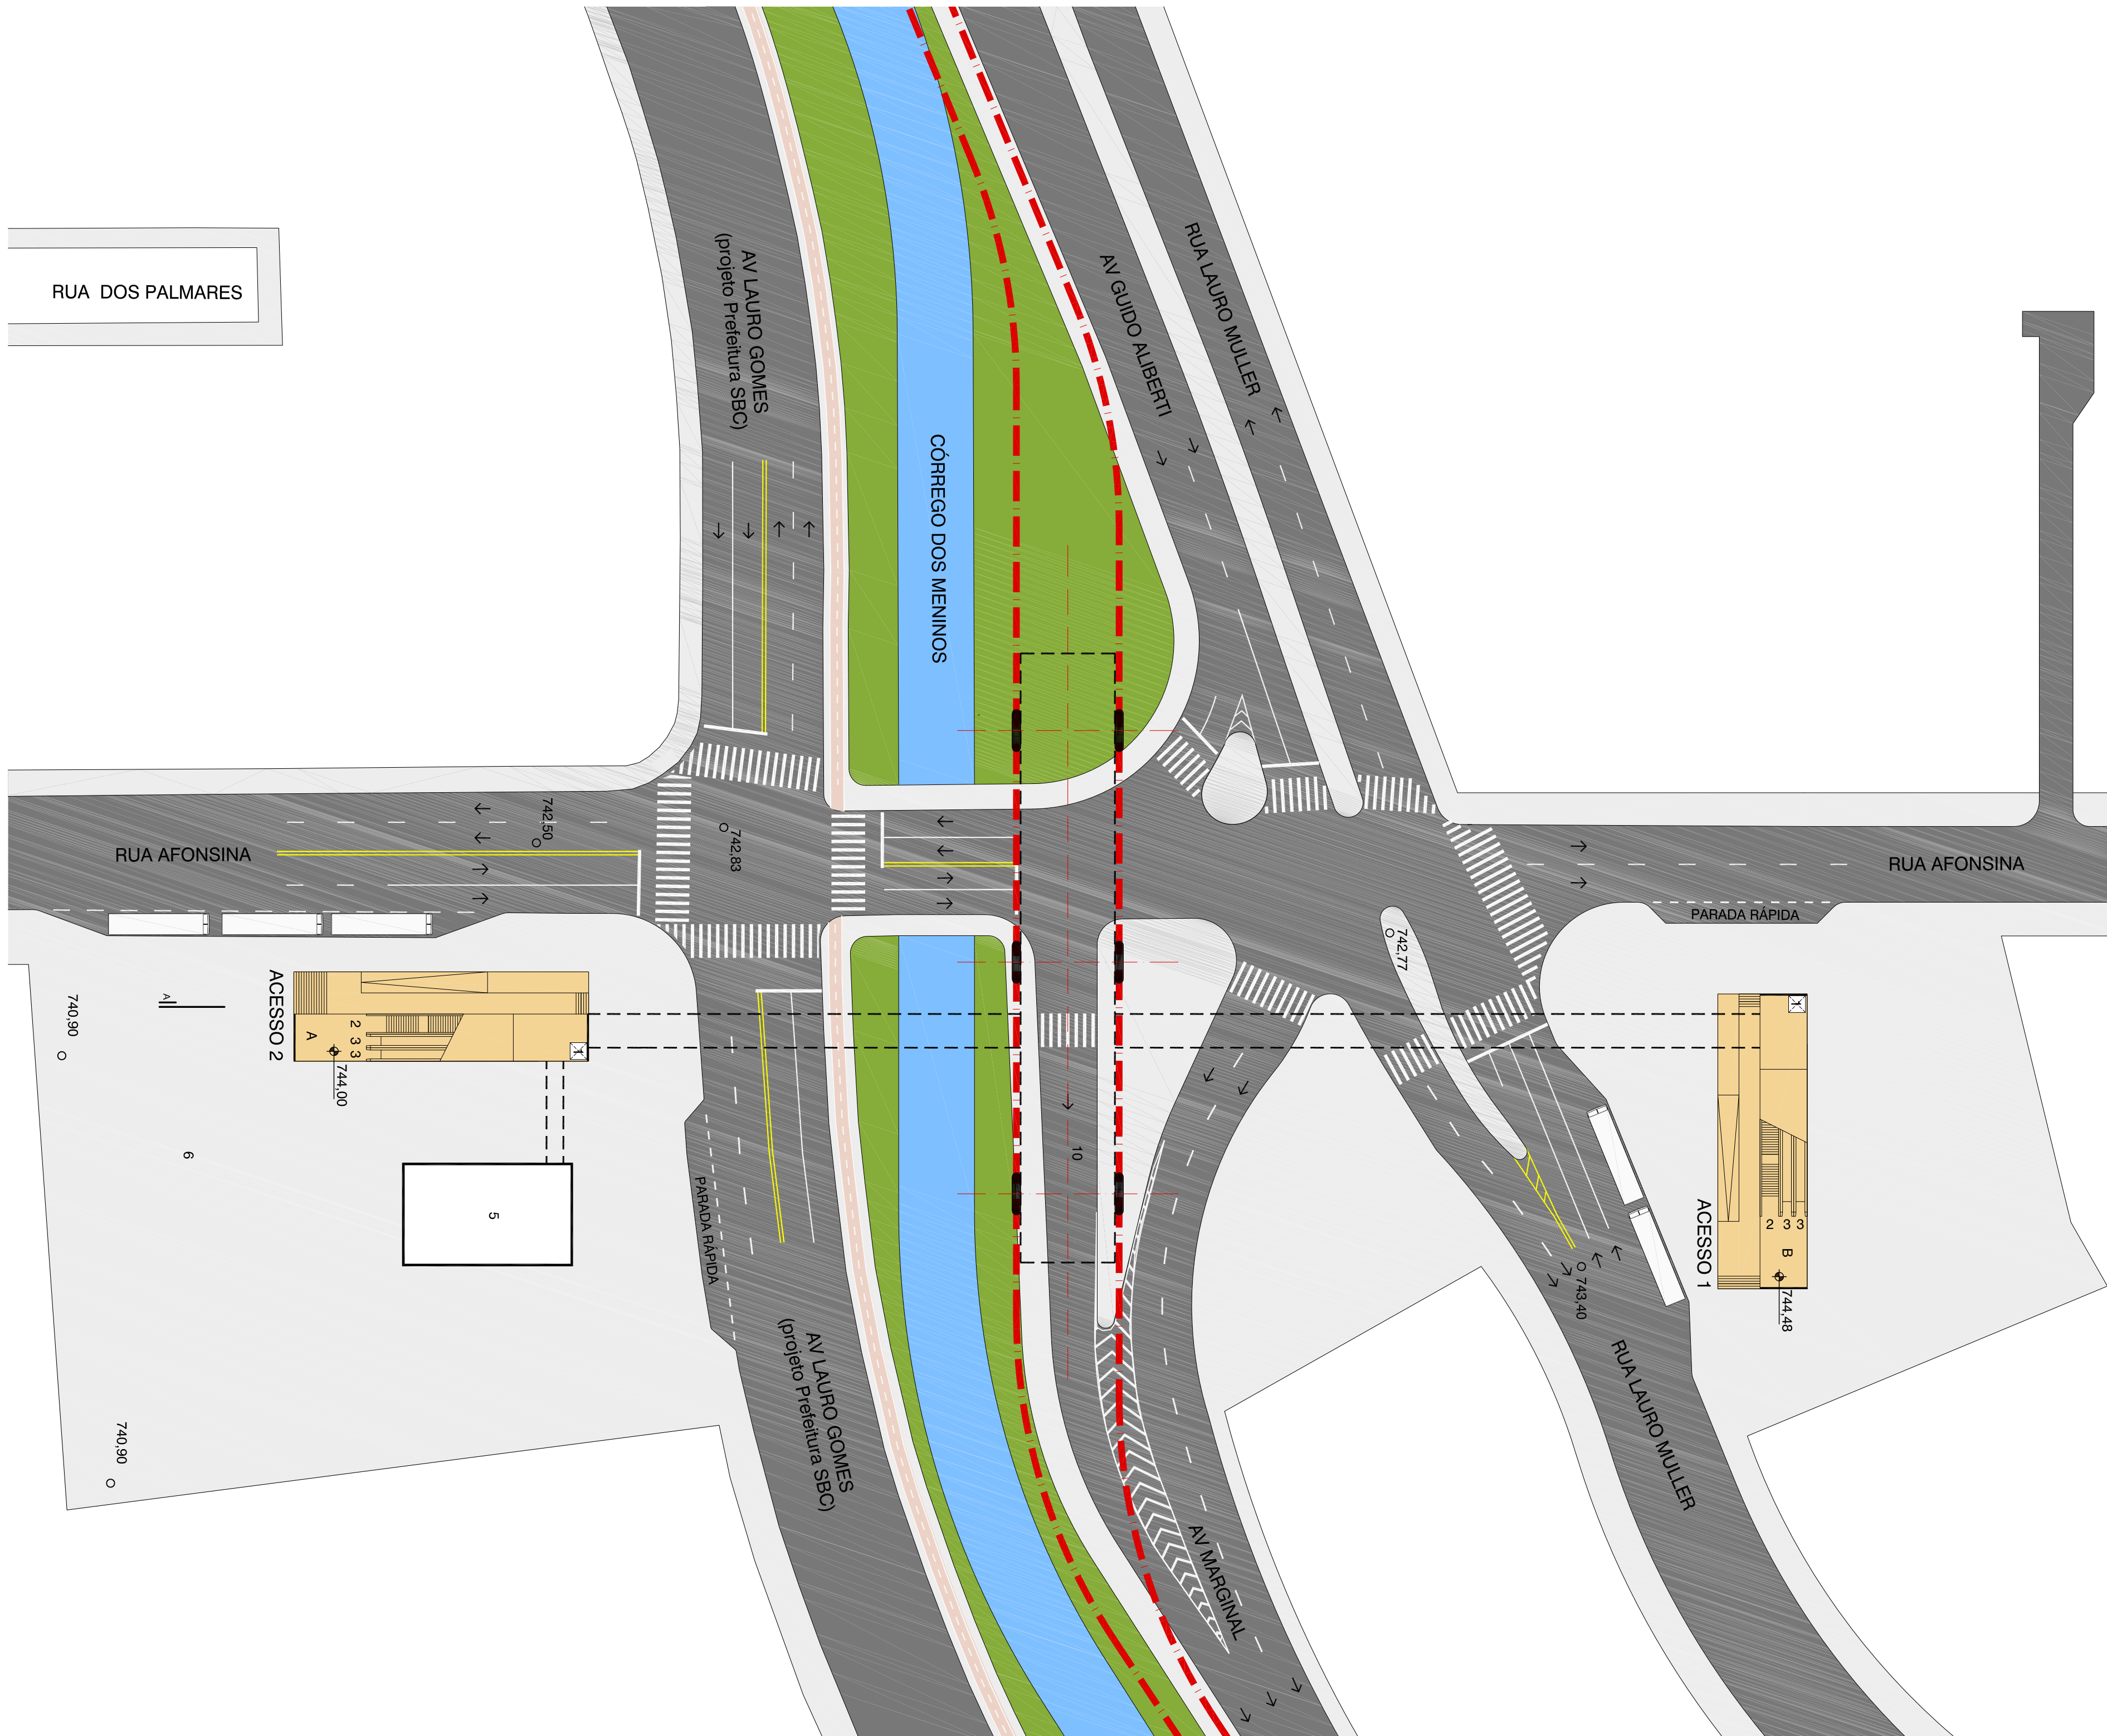 RUA DOS PALMARES
AV LAURO GOMES
(projeto Prefeitura SBC)
CÓRREGO DOS MENINOS
AV GUIDO ALIBERTI
RUA LAURO MULLER
RUA AFONSINA
742,50
742,83
RUA AFONSINA
PARADA RÁPIDA
742,77
740,90
A
ACESSO 2
A
2 3 3
1
744,00
6
5
10
PARADA RÁPIDA
1
2 3 3
B
ACESSO 1
744,48
743,40
AV LAURO GOMES
(projeto Prefeitura SBC)
RUA LAURO MULLER
740,90
AV MARGINAL